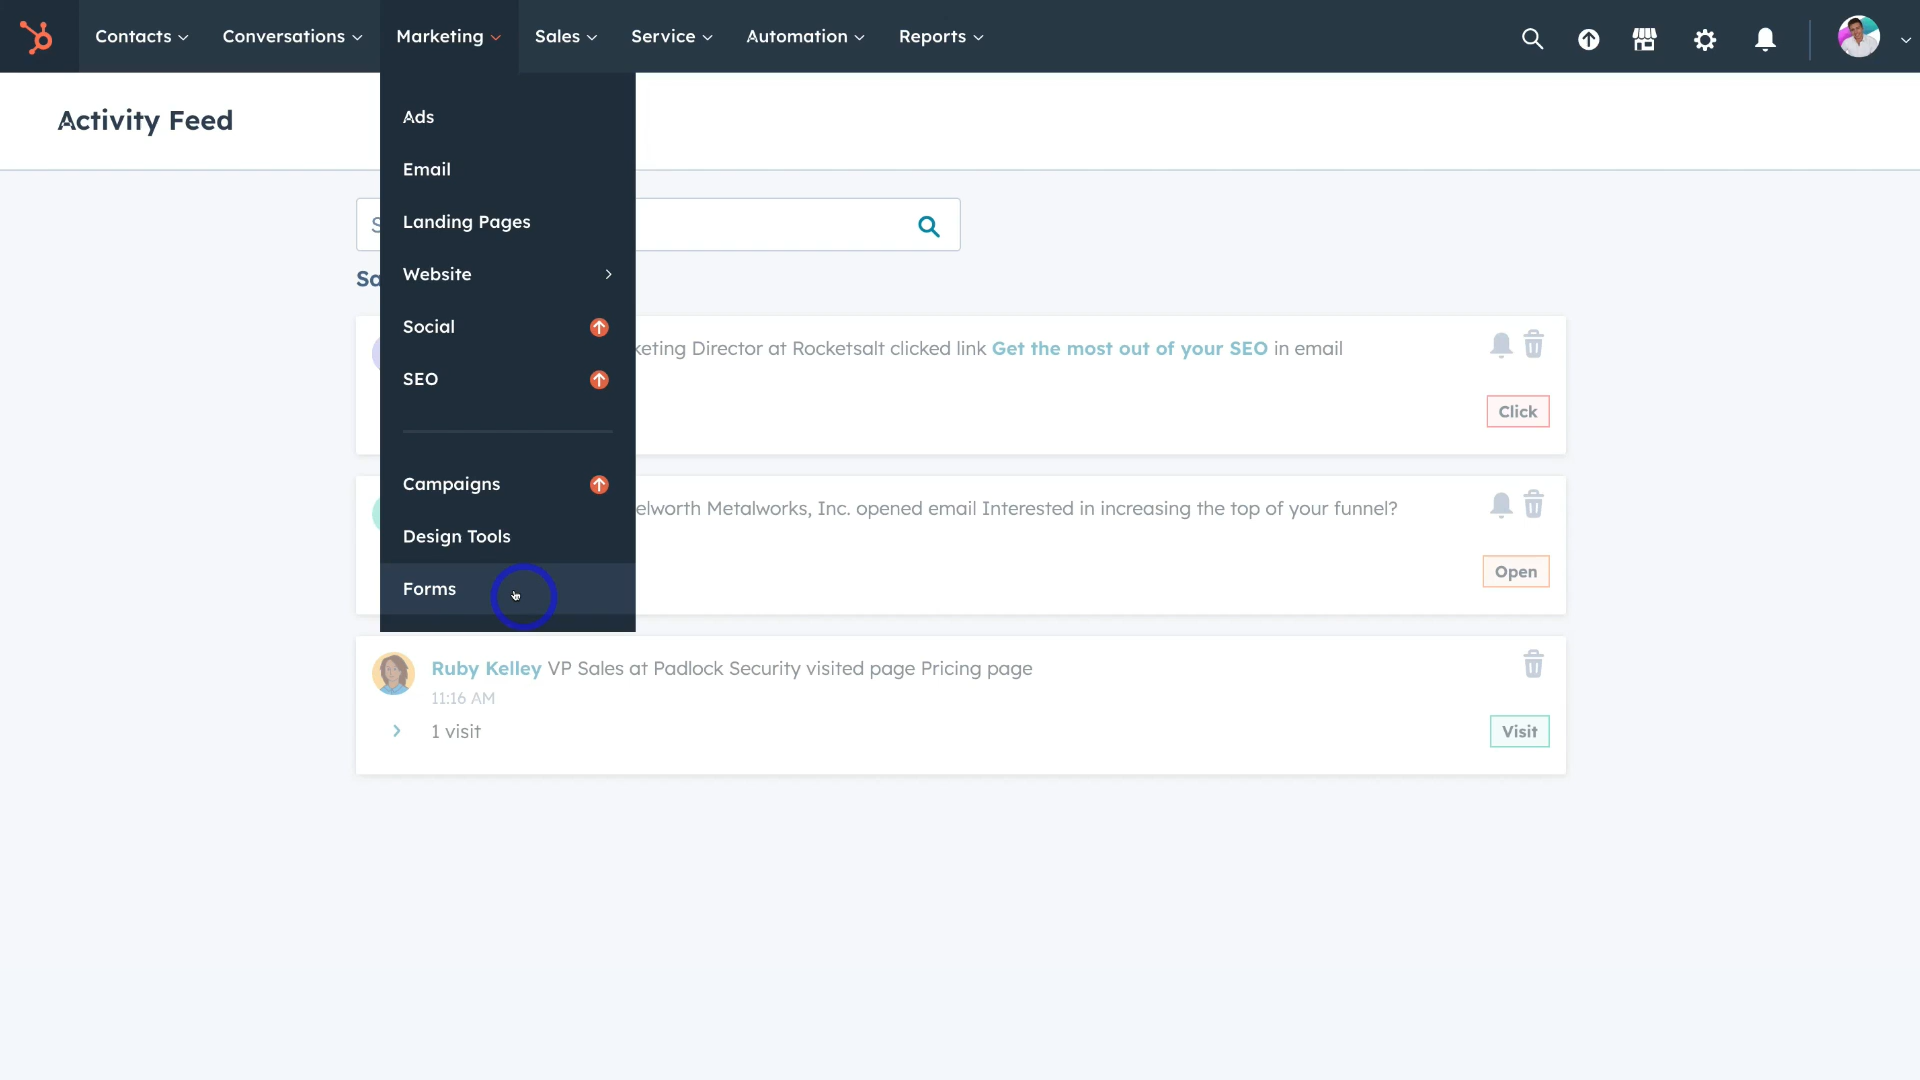 Contacts Conversations Marketing Sales Service Automation Reports
Activity Feed
Ads
Email
Landing Pages
Website
Social
SEO
Campaigns
Design Tools
Forms
keting Director at Rocketsalt clicked link Get the most out of your SEO in email
Click
elworth Metalworks, Inc. opened email Interested in increasing the top of your funnel?
Open
Ruby Kelley VP Sales at Padlock Security visited page Pricing page
11:16 AM
1 visit
Visit